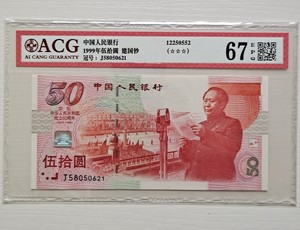 ACG
AI CANG GUARANTY
中国人民银行
1999年伍拾圆 建国钞
冠号：J58050621
12250552
(☆☆☆)
67 EPQ
50
中国人民银行
伍拾圆
J58050621
50